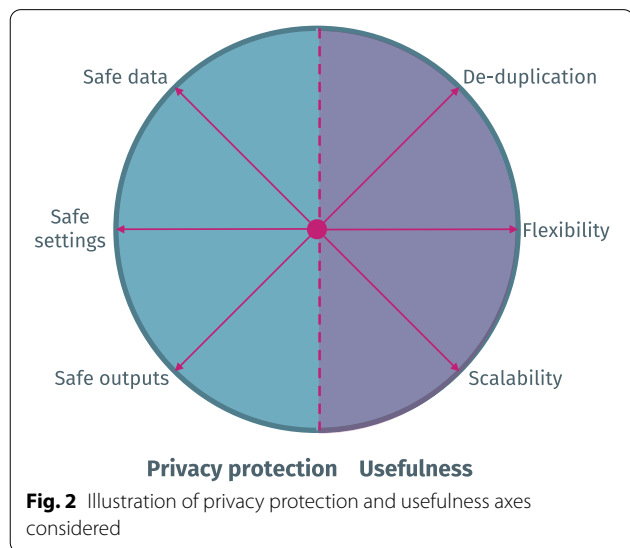 Safe data
De-duplication
Safe
settings
Flexibility
Safe outputs
Scalability
Privacy protection Usefulness
Fig. 2 Illustration of privacy protection and usefulness axes
considered